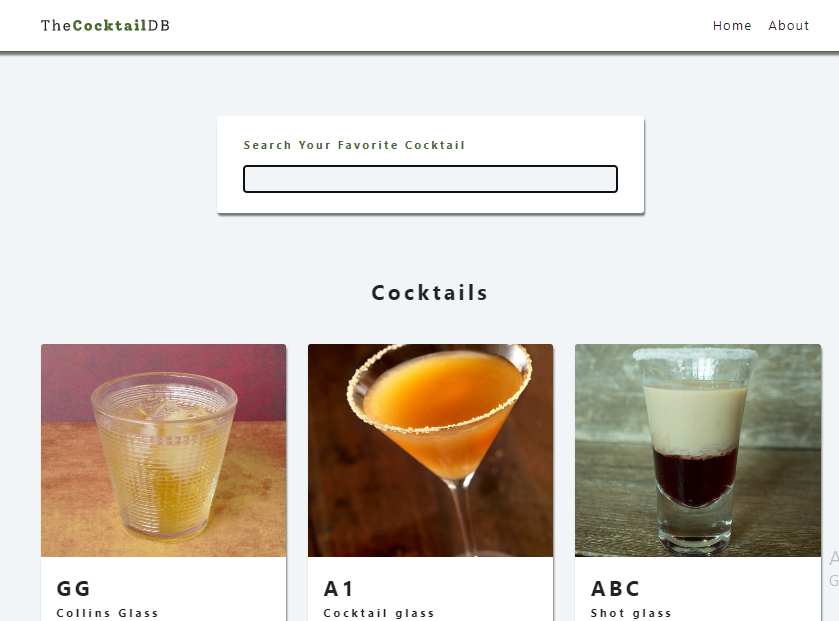 TheCocktailDB
Home About
Search Your Favorite Cocktail
Cocktails
GG
Collins Glass
A1
Cocktail glass
ABC
Shot glass